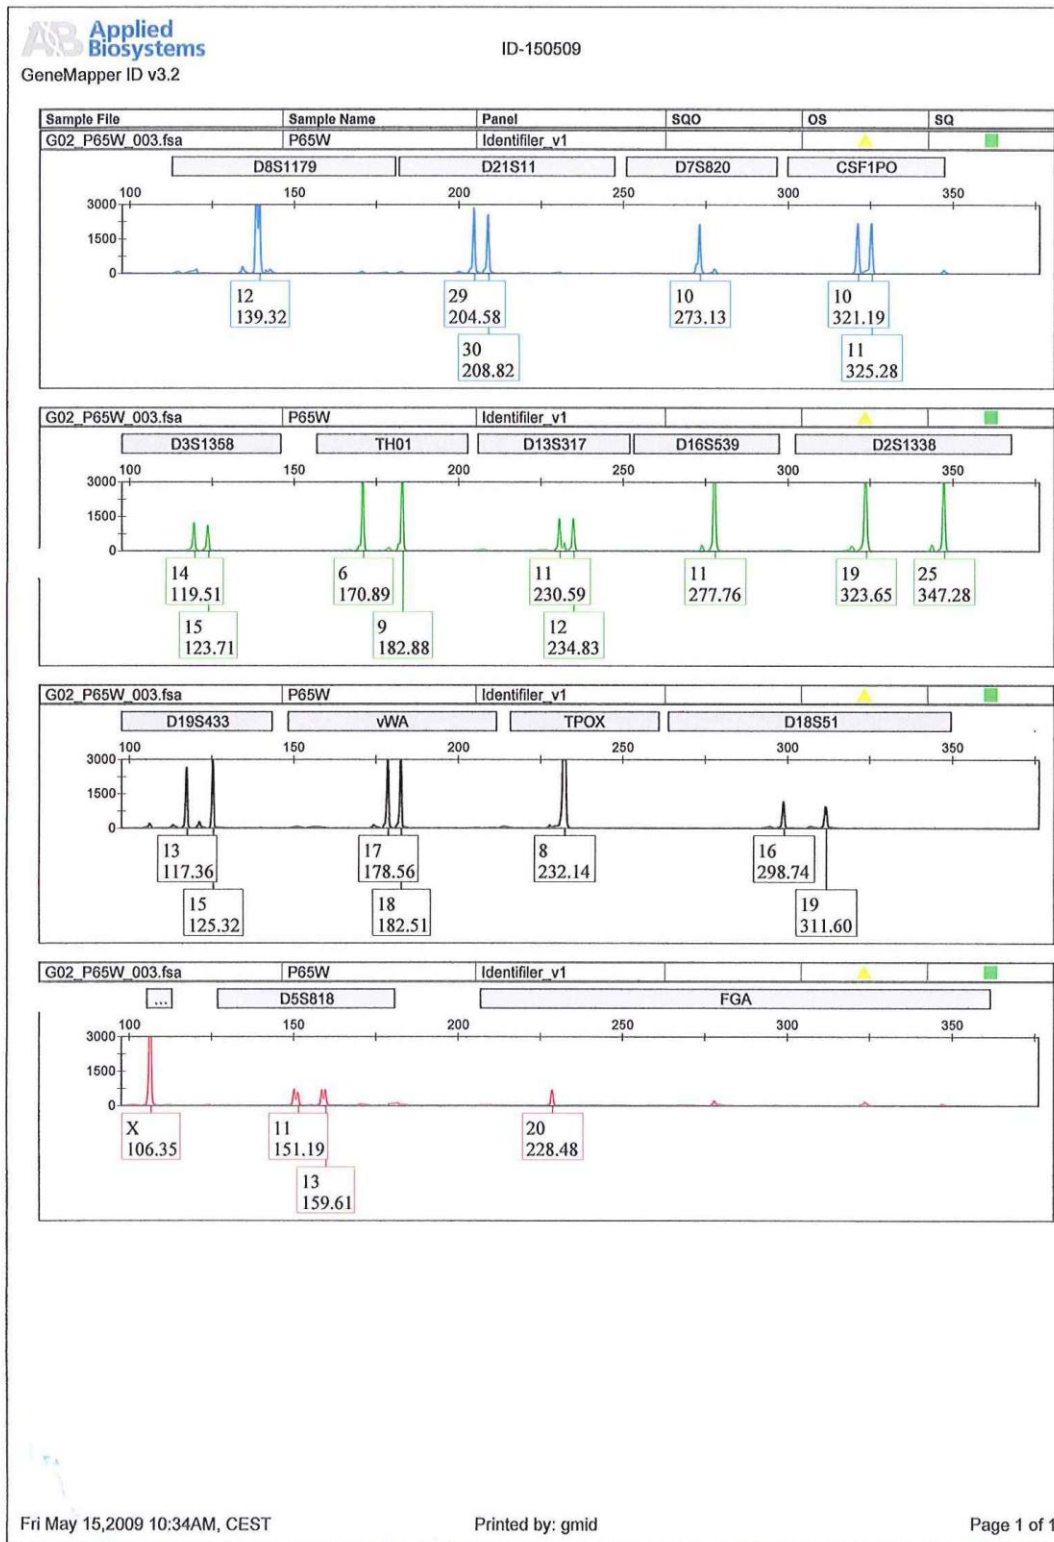 AB Applied Biosystems
ID-150509
GeneMapper ID v3.2
Sample File Sample Name Panel SQO OS SQ
G02_P65W_003.fsa P65W Identifiler_v1
D8S1179 D21S11 D7S820 CSF1PO
100 150 200 250 300 350
3000
1500
0
12 29 10 10
139.32 204.58 273.13 321.19
30 11
208.82 325.28
G02_P65W_003.fsa P65W Identifiler_v1
D3S1358 TH01 D13S317 D16S539 D2S1338
100 150 200 250 300 350
3000
1500
0
14 6 11 11 19 25
119.51 170.89 230.59 277.76 323.65 347.28
15 9 12
123.71 182.88 234.83
G02_P65W_003.fsa P65W Identifiler_v1
D19S433 vWA TPOX D18S51
100 150 200 250 300 350
3000
1500
0
13 17 8 16
117.36 178.56 232.14 298.74
15 18 19
125.32 182.51 311.60
G02_P65W_003.fsa P65W Identifiler_v1
... D5S818 FGA
100 150 200 250 300 350
3000
1500
0
X 11 20
106.35 151.19 228.48
13
159.61
Fri May 15,2009 10:34AM, CEST Printed by: gmid Page 1 of 1